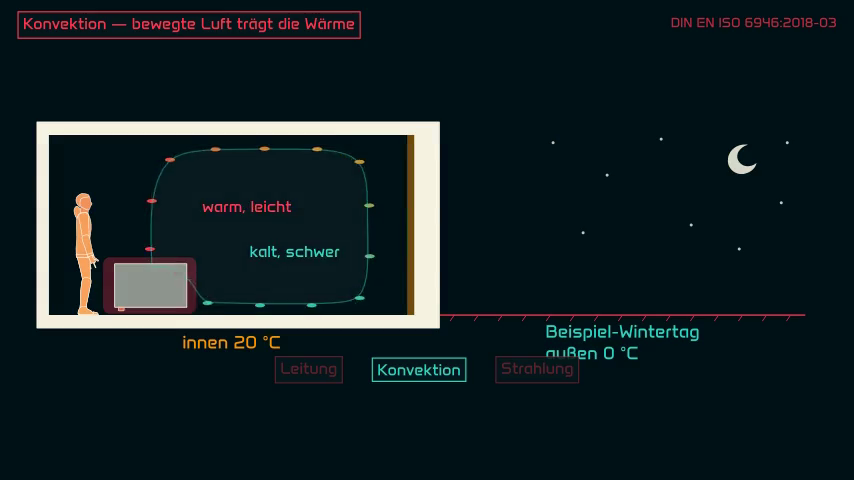 Konvektion — bewegte Luft trägt die Wärme
DIN EN ISO 6946:2018-03
warm, leicht
kalt, schwer
innen 20 °C
Beispiel-Wintertag
außen 0 °C
Leitung
Konvektion
Strahlung